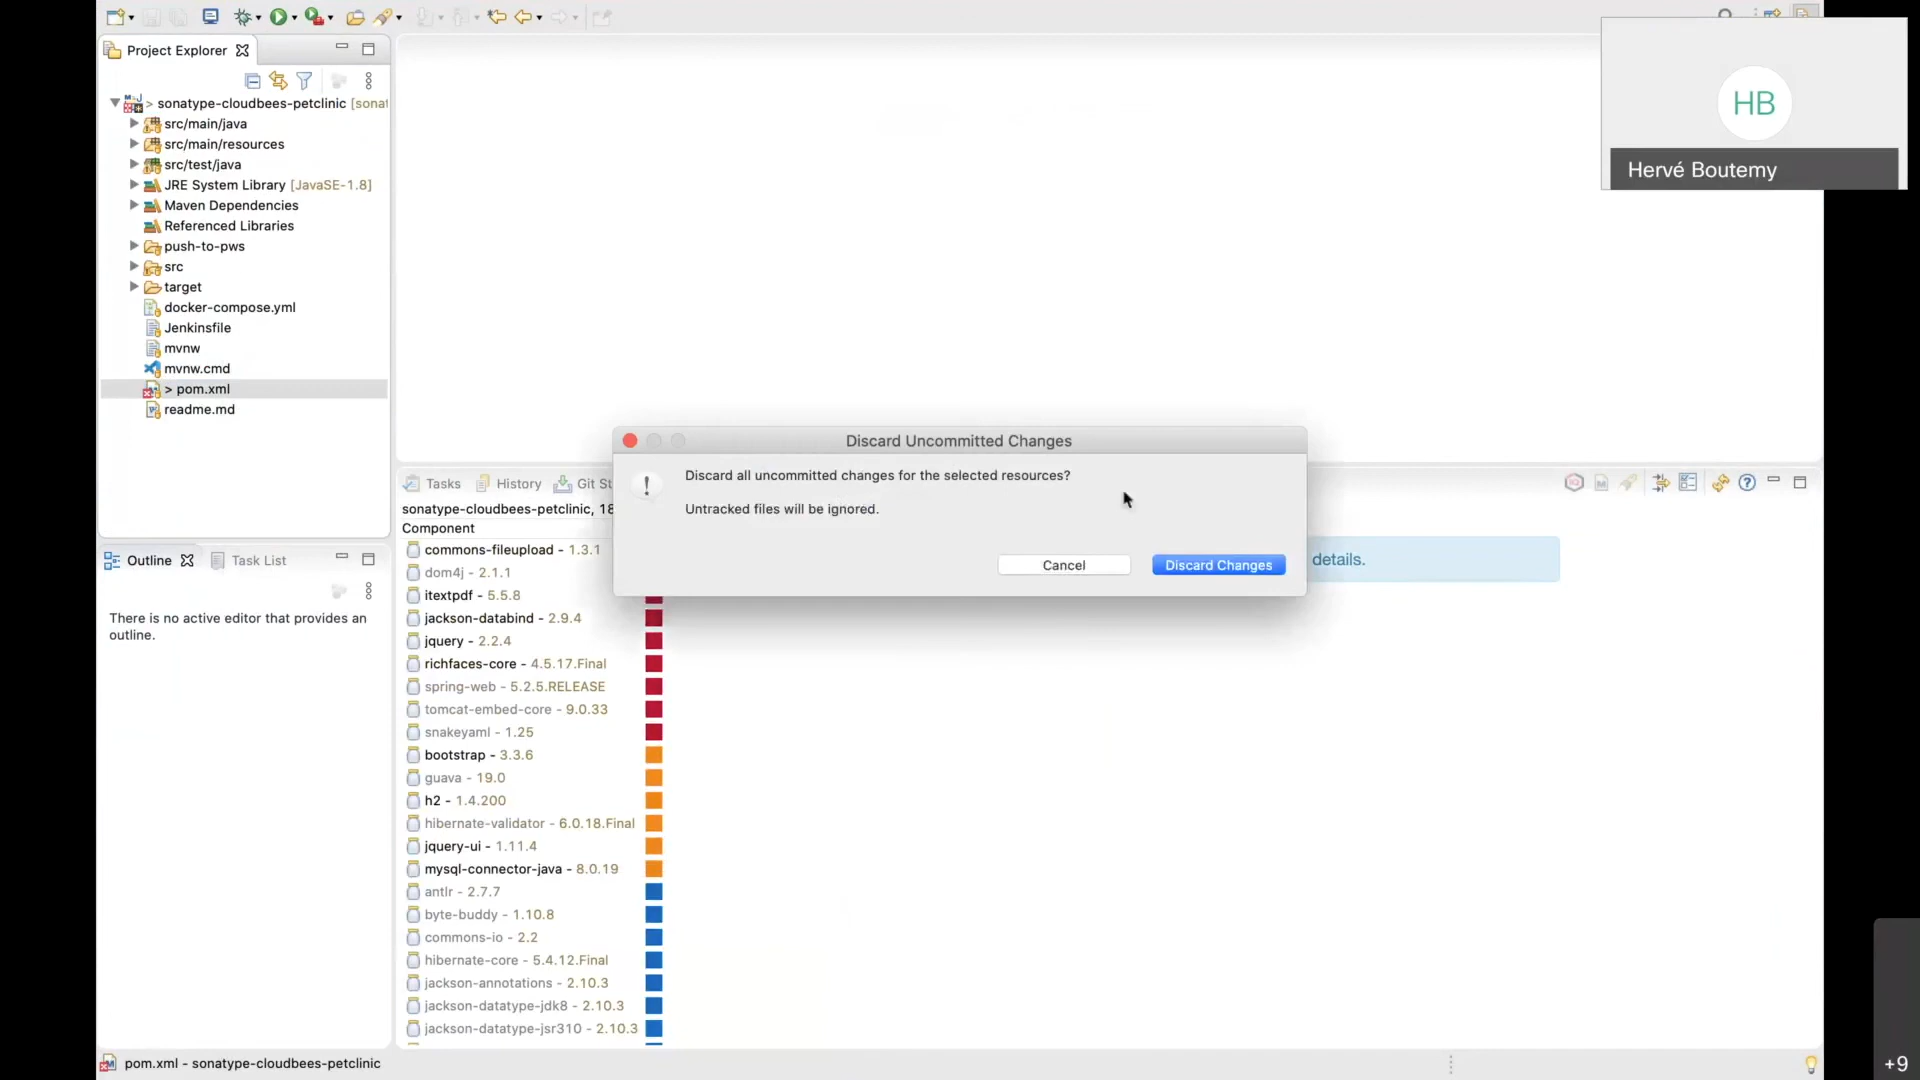 Project Explorer
> sonatype-cloudbees-petclinic [sonat
src/main/java
src/main/resources
src/test/java
JRE System Library [JavaSE-1.8]
Maven Dependencies
Referenced Libraries
push-to-pws
src
target
docker-compose.yml
Jenkinsfile
mvnw
mvnw.cmd
> pom.xml
readme.md
Outline
Task List
There is no active editor that provides an
outline.
HB
Hervé Boutemy
Discard Uncommitted Changes
Discard all uncommitted changes for the selected resources?
Untracked files will be ignored.
Cancel
Discard Changes
Tasks
History
Git St
sonatype-cloudbees-petclinic, 18
Component
details.
commons-fileupload - 1.3.1
dom4j - 2.1.1
itextpdf - 5.5.8
jackson-databind - 2.9.4
jquery - 2.2.4
richfaces-core - 4.5.17.Final
spring-web - 5.2.5.RELEASE
tomcat-embed-core - 9.0.33
snakeyaml - 1.25
bootstrap - 3.3.6
guava - 19.0
h2 - 1.4.200
hibernate-validator - 6.0.18.Final
jquery-ui - 1.11.4
mysql-connector-java - 8.0.19
antlr - 2.7.7
byte-buddy - 1.10.8
commons-io - 2.2
hibernate-core - 5.4.12.Final
jackson-annotations - 2.10.3
jackson-datatype-jdk8 - 2.10.3
jackson-datatype-jsr310 - 2.10.3
pom.xml - sonatype-cloudbees-petclinic
+9